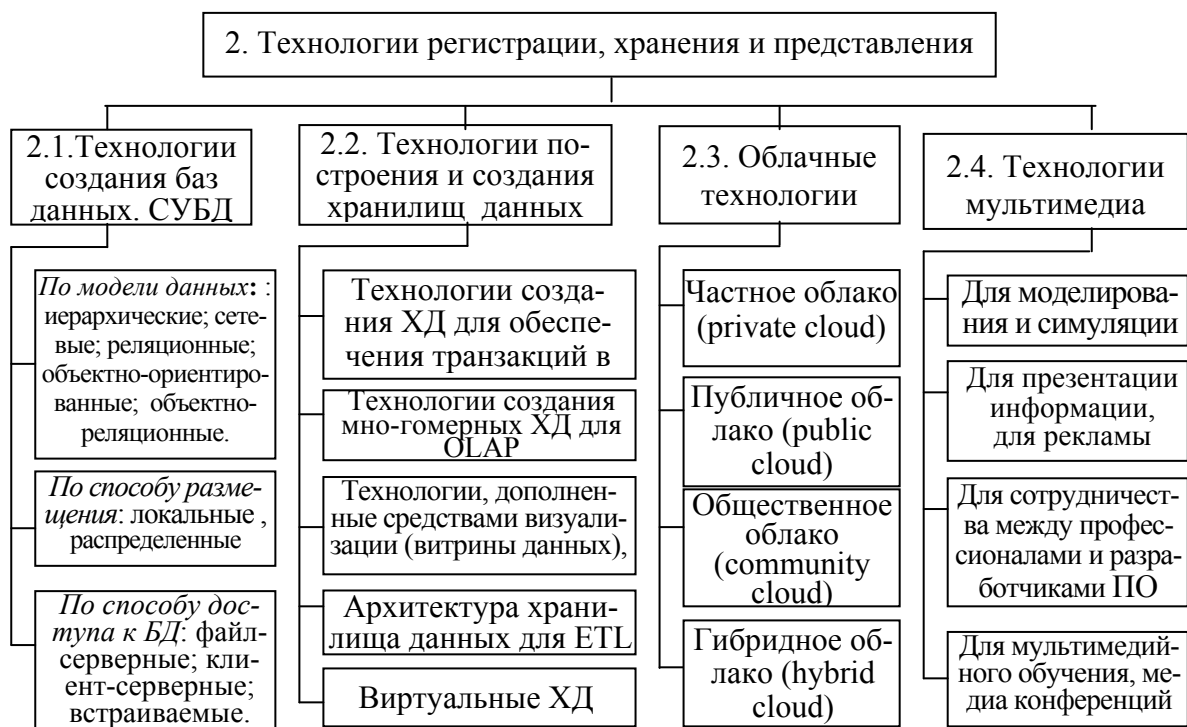 2. Технологии регистрации, хранения и представления
2.1.Технологии
создания баз
данных. СУБД
По модели данных: :
иерархические; сете-
вые; реляционные;
объектно-ориентиро-
ванные; объектно-
реляционные.
По способу разме-
щения: локальные ,
распределенные
По способу дос-
тупа к БД: файл-
серверные; кли-
ент-серверные;
встраиваемые.
2.2. Технологии по-
строения и создания
хранилищ данных
Технологии созда-
ния ХД для обеспе-
чения транзакций в
Технологии создания
мно-гомерных ХД для
OLAP
Технологии, дополнен-
ные средствами визуали-
зации (витрины данных),
Архитектура храни-
лища данных для ETL
Виртуальные ХД
2.3. Облачные
технологии
Частное облако
(private cloud)
Публичное об-
лако (public
cloud)
Общественное
облако
(community
cloud)
Гибридное об-
лако (hybrid
cloud)
2.4. Технологии
мультимедиа
Для моделирова-
ния и симуляции
Для презентации
информации,
для рекламы
Для сотрудничест-
ва между профес-
сионалами и разра-
ботчиками ПО
Для мультимедий-
ного обучения, ме-
диа конференций